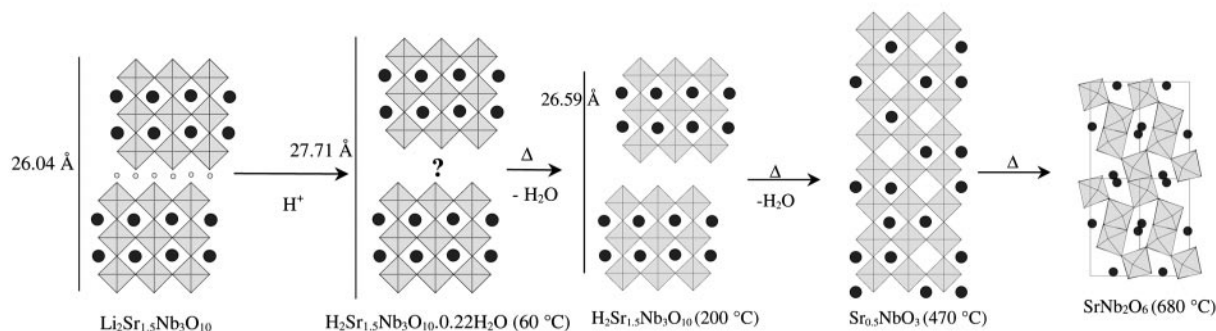 26.04 Å
H⁺
Li₂Sr₁.₅Nb₃O₁₀
27.71 Å
?
Δ
- H₂O
H₂Sr₁.₅Nb₃O₁₀.0.22H₂O (60 °C)
26.59 Å
Δ
-H₂O
H₂Sr₁.₅Nb₃O₁₀ (200 °C)
Δ
Sr₀.₅NbO₃ (470 °C)
SrNb₂O₆ (680 °C)